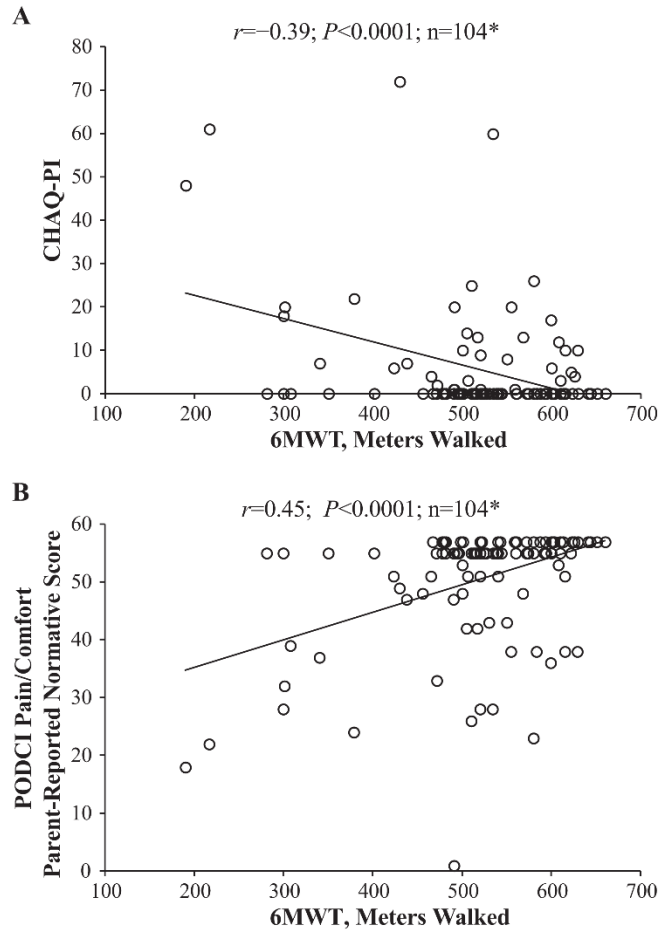 A
r=−0.39; P<0.0001; n=104*
80
70
60
50
40
30
20
10
0
CHAQ-PI
100 200 300 400 500 600 700
6MWT, Meters Walked
B
r=0.45; P<0.0001; n=104*
60
50
40
30
20
10
0
PODCI Pain/Comfort
Parent-Reported Normative Score
100 200 300 400 500 600 700
6MWT, Meters Walked